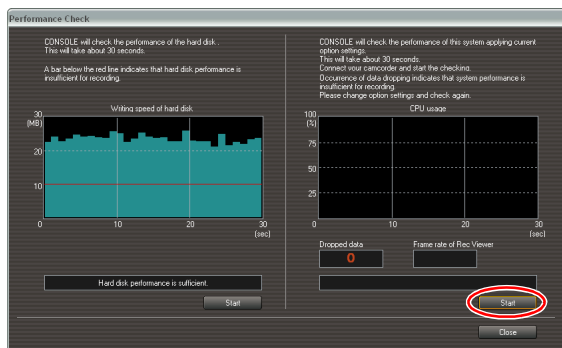 Performance Check
CONSOLE will check the performance of the hard disk .
This will take about 30 seconds.
A bar below the red line indicates that hard disk performance is
insufficient for recording.
Writing speed of hard disk
30
(MB)
20
10
0
10
20
30
(sec)
Hard disk performance is sufficient.
Start
CONSOLE will check the performance of this system applying current
option settings.
This will take about 30 seconds.
Connect your camcorder and start the checking.
Occurrence of data dropping indicates that system performance is
insufficient for recording.
Please change option settings and check again.
CPU usage
100
(%)
75
50
25
0
10
20
30
(sec)
Dropped data
Frame rate of Rec Viewer
0
Start
Close